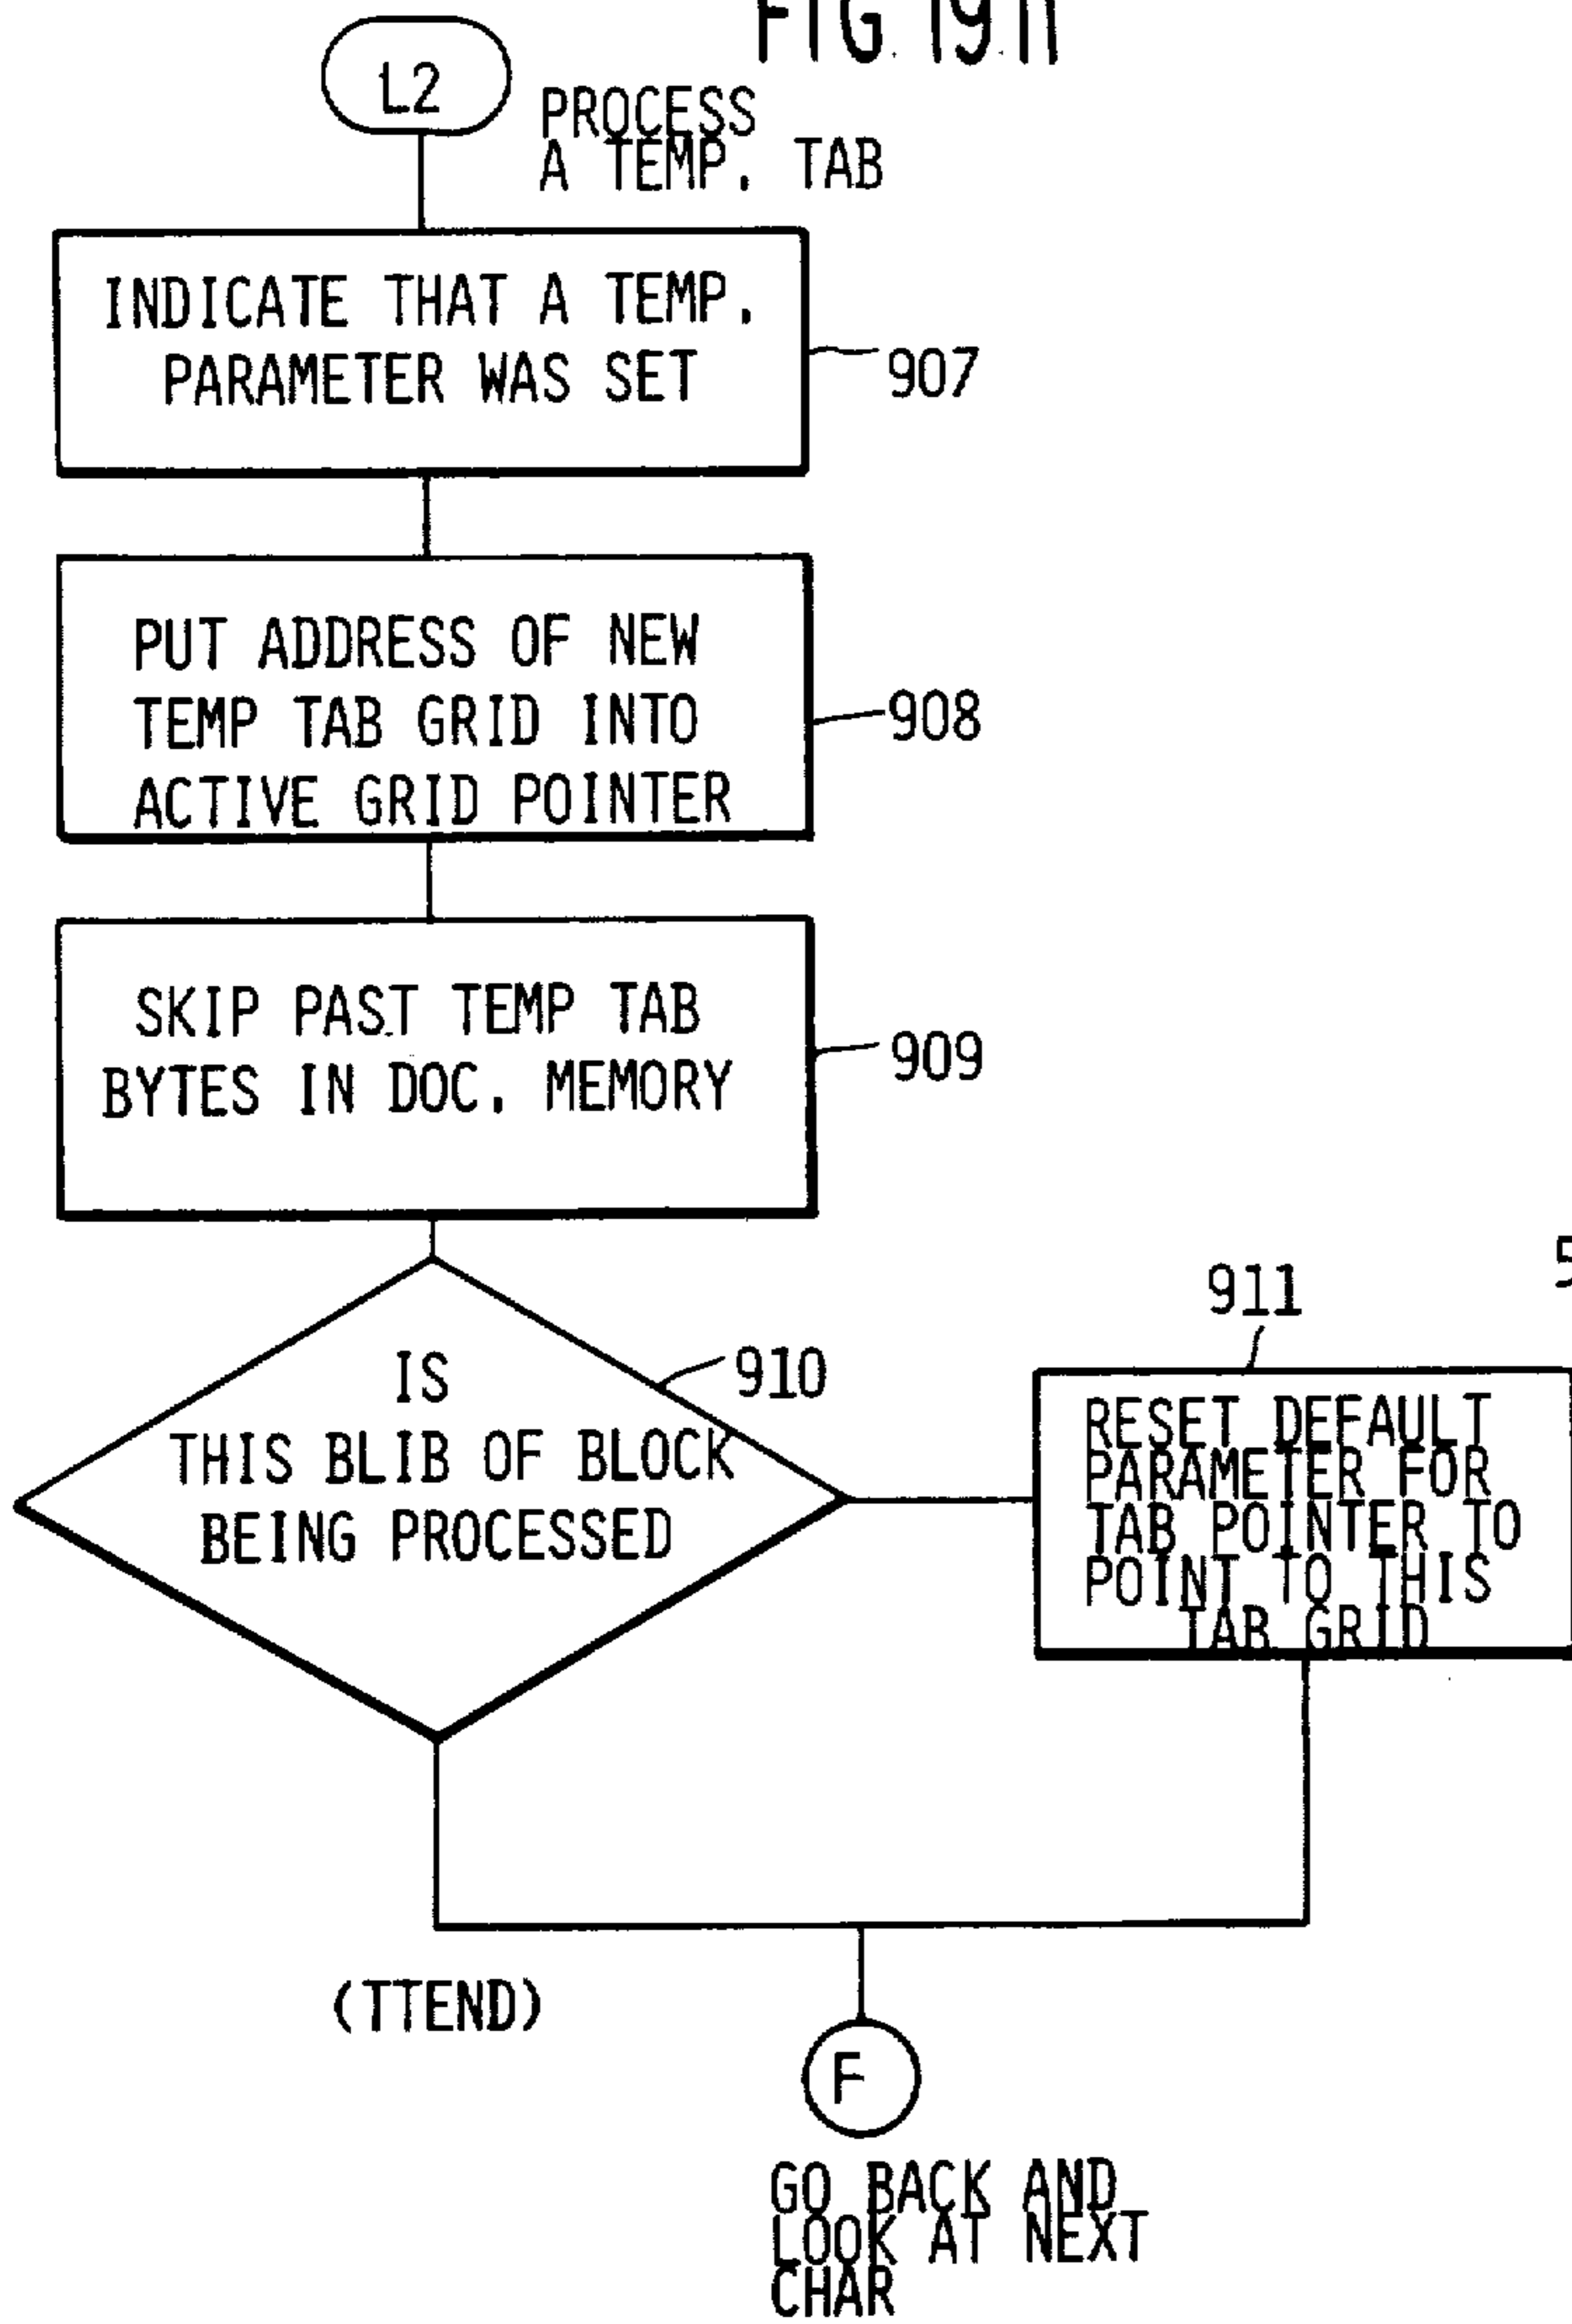 FIG. 19.11
L2
PROCESS
A TEMP. TAB
INDICATE THAT A TEMP.
PARAMETER WAS SET
907
PUT ADDRESS OF NEW
TEMP TAB GRID INTO
ACTIVE GRID POINTER
908
SKIP PAST TEMP TAB
BYTES IN DOC. MEMORY
909
IS
THIS BLIB OF BLOCK
BEING PROCESSED
910
911
RESET DEFAULT
PARAMETER FOR
TAB POINTER TO
POINT TO THIS
TAB GRID
(TTEND)
F
GO BACK AND
LOOK AT NEXT
CHAR